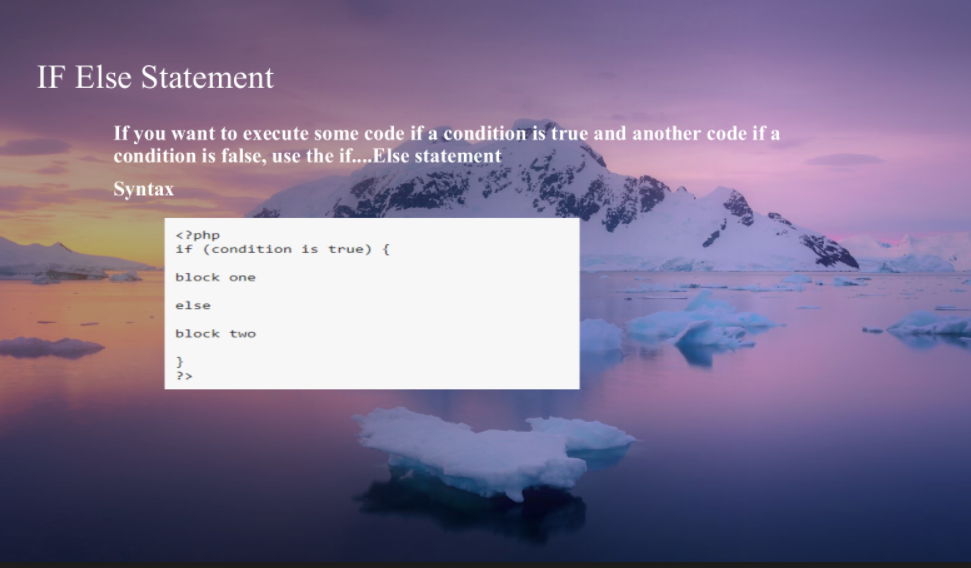 IF Else Statement
If you want to execute some code if a condition is true and another code if a
condition is false, use the if....Else statement
Syntax
<?php
if (condition is true) {
block one
else
block two
}
?>